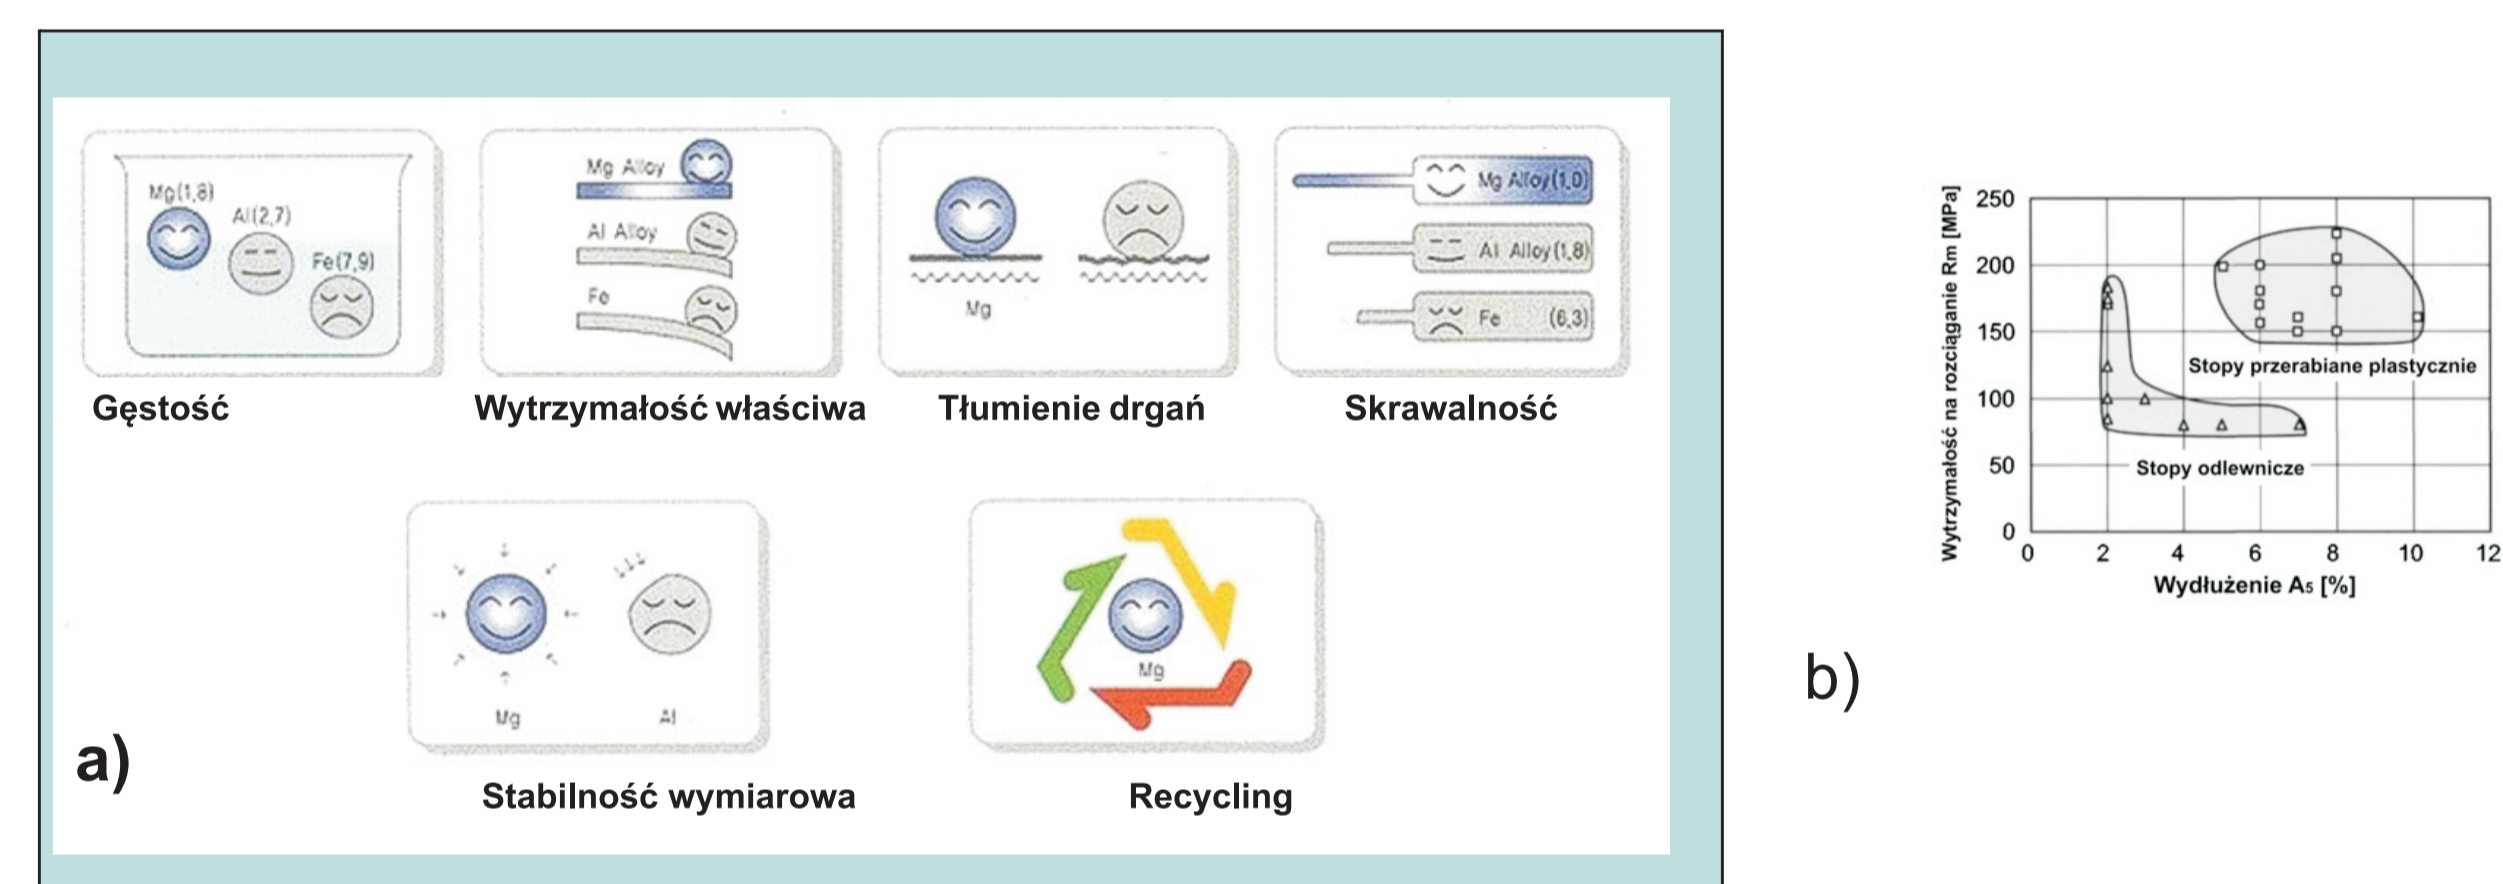 Mg(1,8)
Al(2,7)
Fe(7,9)
Gęstość
Mg Alloy
Al Alloy
Fe
Wytrzymałość właściwa
Mg
Tłumienie drgań
Mg Alloy(1,0)
Al Alloy(1,8)
Fe (6,3)
Skrawalność
Mg
Al
Stabilność wymiarowa
Mg
Recycling
a)
Wytrzymałość na rozciąganie Rm [MPa]
250
200
150
100
50
0
Stopy przerabiane plastycznie
Stopy odlewnicze
0 2 4 6 8 10 12
Wydłużenie A5 [%]
b)